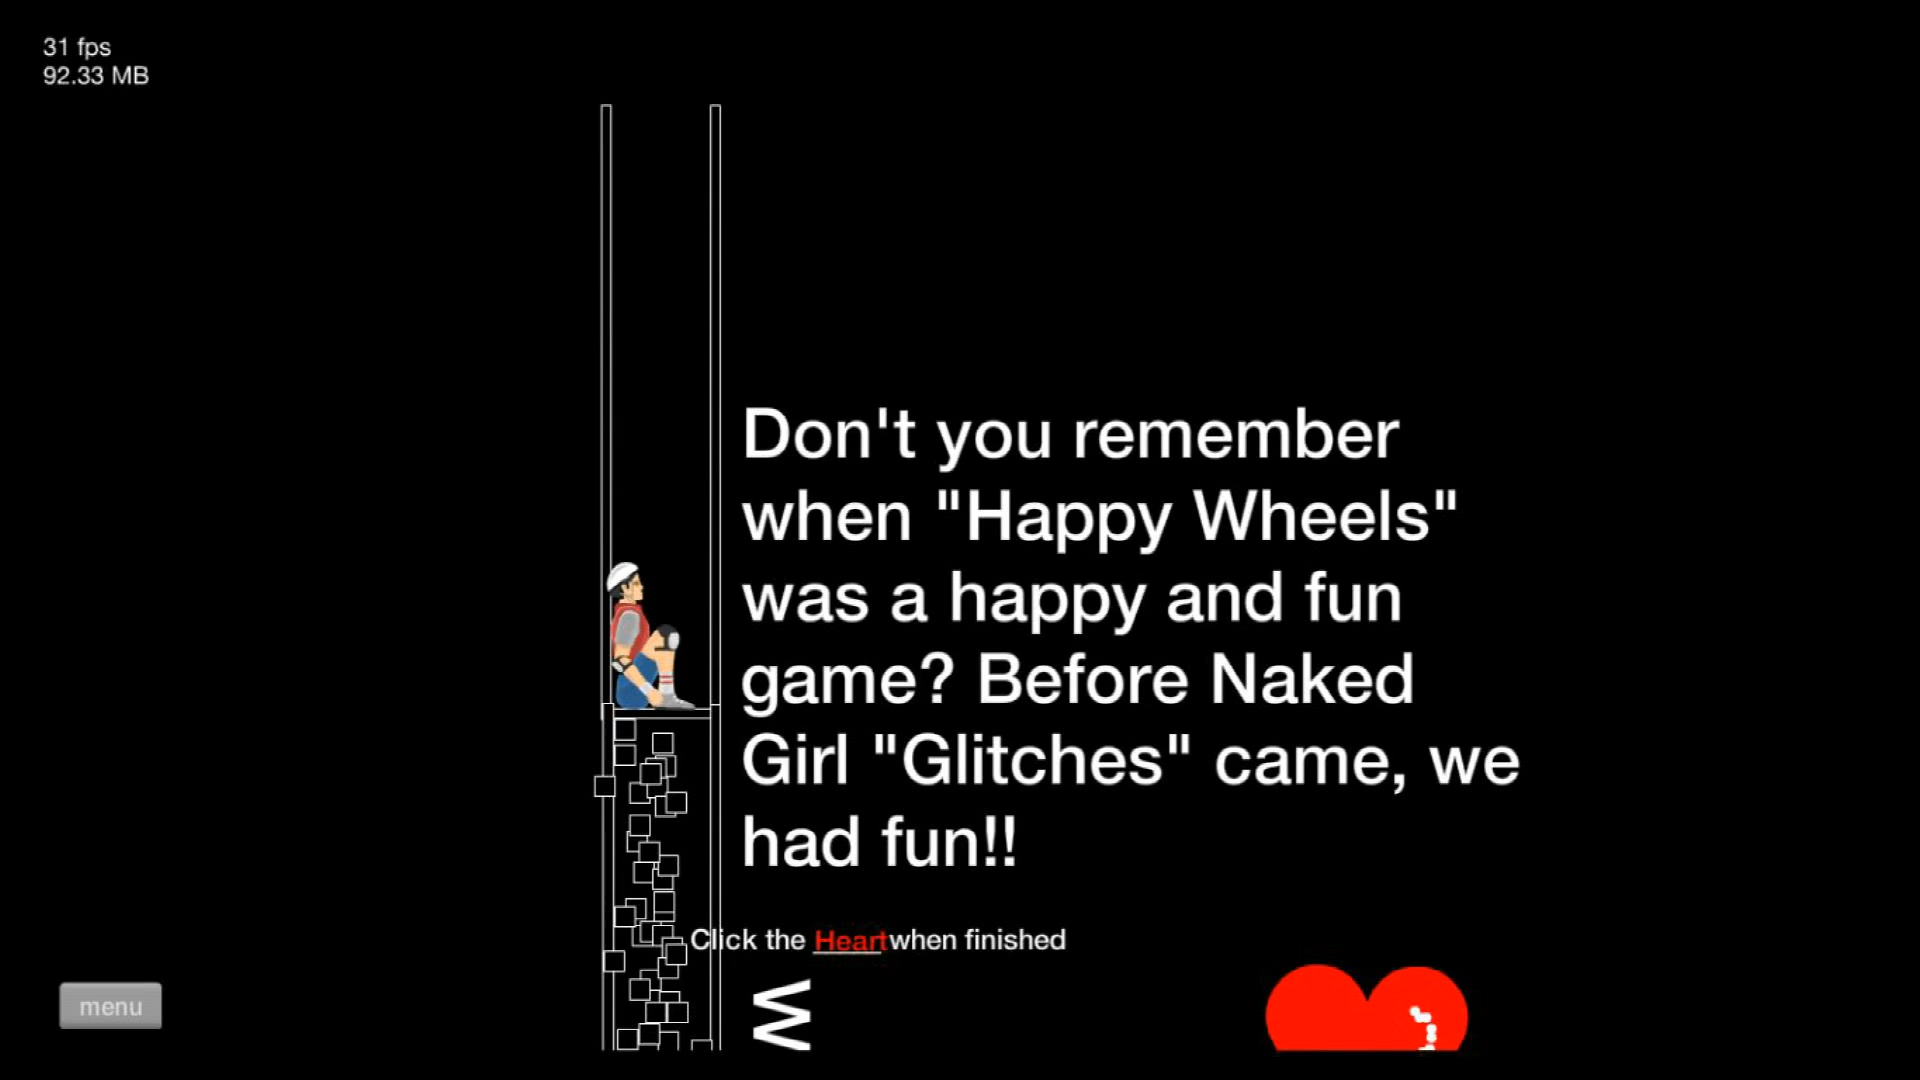 31 fps
92.33 MB
Don't you remember
when "Happy Wheels"
was a happy and fun
game? Before Naked
Girl "Glitches" came, we
had fun!!
Click the Heart when finished
menu